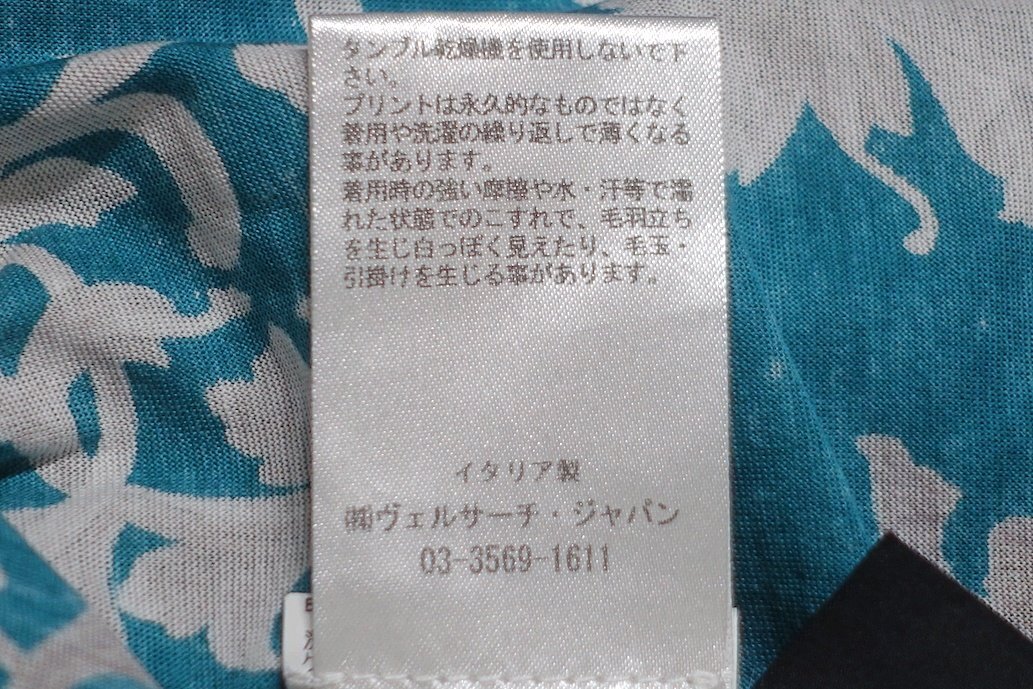 タンブル乾燥機を使用しないで下
さい。
プリントは永久的なものではなく
着用や洗濯の繰り返しで薄くなる
事があります。
着用時の強い摩擦や水・汗等で濡
れた状態でのこすれで、毛羽立ち
を生じ白っぽく見えたり、毛玉・
引掛けを生じる事があります。
イタリア製
㈱ヴェルサーチ・ジャパン
03-3569-1611